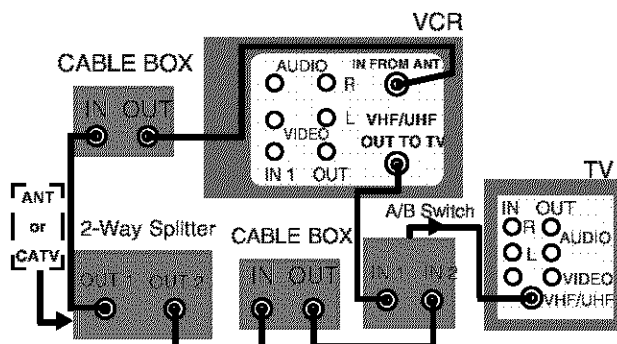 VCR
CABLE BOX
IN OUT
AUDIO
R
IN FROM ANT
L
VIDEO
VHF/UHF
OUT TO TV
IN 1 OUT
ANT
or
CATV
2-Way Splitter
OUT 1 OUT 2
CABLE BOX
IN OUT
A/B Switch
IN 1 IN 2
TV
IN OUT
R
AUDIO
L
VIDEO
VHF/UHF